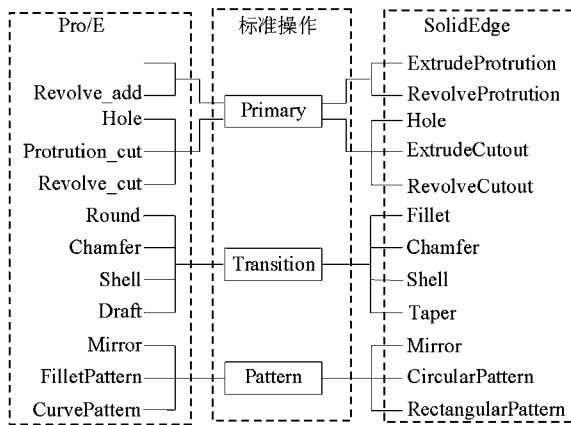 Pro/E
标准操作
SolidEdge
Revolve_add
Hole
Protrution_cut
Revolve_cut
Round
Chamfer
Shell
Draft
Mirror
FilletPattern
CurvePattern
Primary
Transition
Pattern
ExtrudeProtrution
RevolveProtrution
Hole
ExtrudeCutout
RevolveCutout
Fillet
Chamfer
Shell
Taper
Mirror
CircularPattern
RectangularPattern